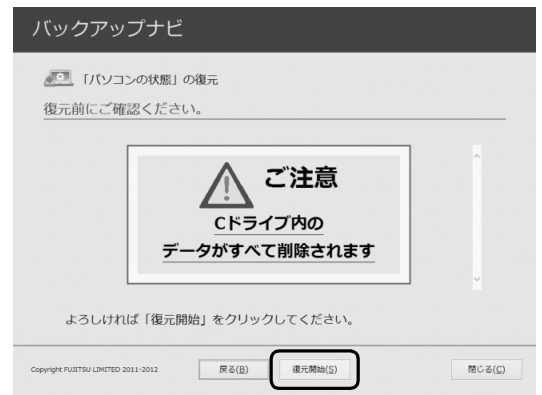 バックアップナビ
「パソコンの状態」の復元
復元前にご確認ください。
ご注意
Cドライブ内の
データがすべて削除されます
よろしければ「復元開始」をクリックしてください。
Copyright FUJITSU LIMITED 2011-2012
戻る(B)
復元開始(S)
閉じる(C)